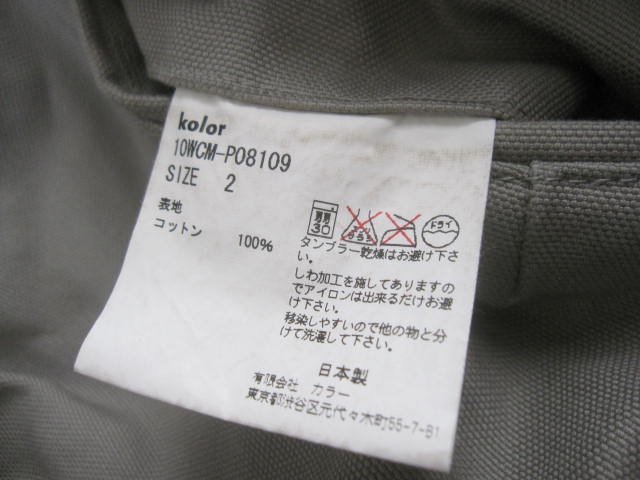 kolor
10WCM-P08109
SIZE 2
表地
コットン 100%
30
ドライ
タンブラー乾燥はお避け下さ
い。
しわ加工を施してありますの
でアイロンは出来るだけお避
け下さい。
移染しやすいので他の物と分
けて洗濯して下さい。
日本製
有限会社 カラー
東京都渋谷区元代々木町55-7-B1